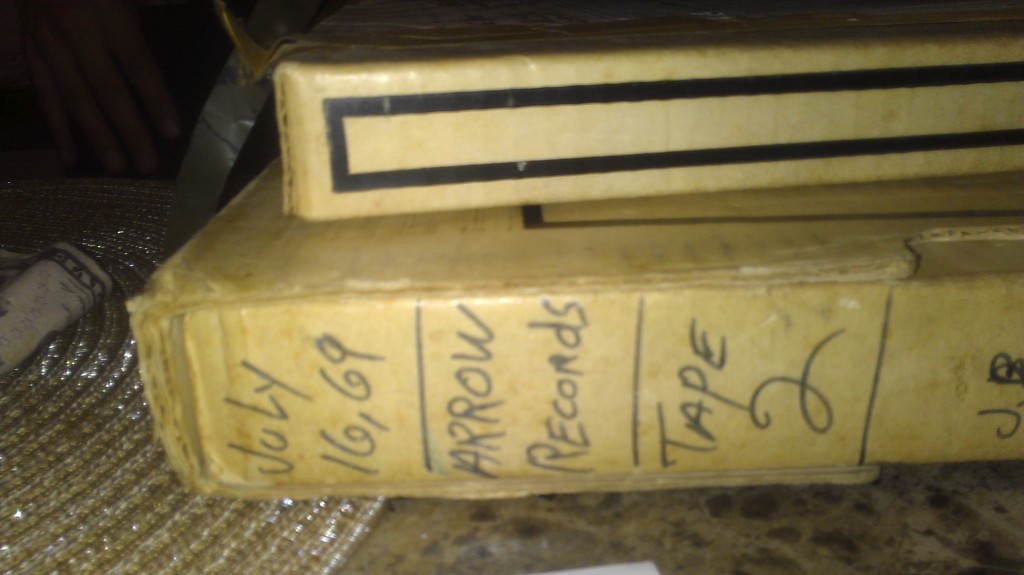 JULY
16,69
ARROW
RECORDS
TAPE
2
J.B